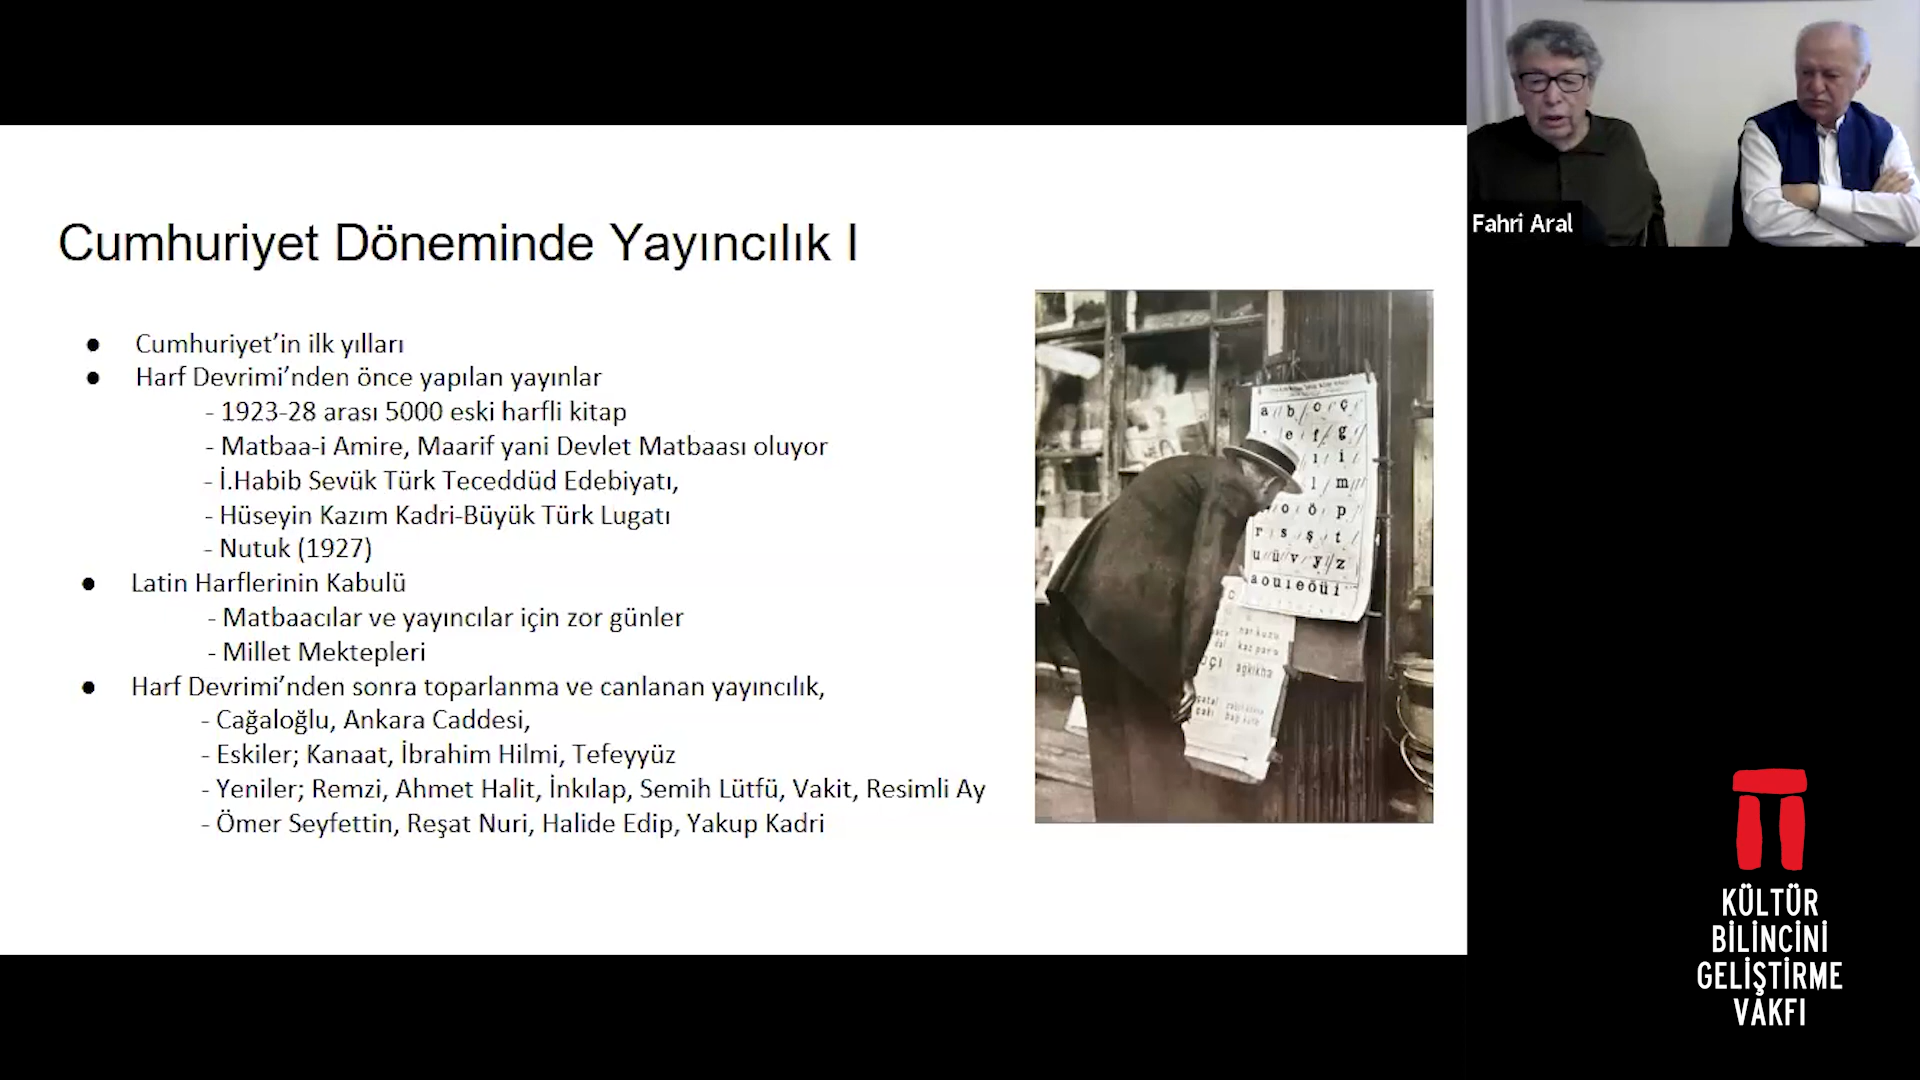 Cumhuriyet Döneminde Yayıncılık I
● Cumhuriyet’in ilk yılları
● Harf Devrimi’nden önce yapılan yayınlar
- 1923-28 arası 5000 eski harfli kitap
- Matbaa-i Amire, Maarif yani Devlet Matbaası oluyor
- İ.Habib Sevük Türk Teceddüd Edebiyatı,
- Hüseyin Kazım Kadri-Büyük Türk Lugatı
- Nutuk (1927)
● Latin Harflerinin Kabulü
- Matbaacılar ve yayıncılar için zor günler
- Millet Mektepleri
● Harf Devrimi’nden sonra toparlanma ve canlanan yayıncılık,
- Cağaloğlu, Ankara Caddesi,
- Eskiler; Kanaat, İbrahim Hilmi, Tefeyyüz
- Yeniler; Remzi, Ahmet Halit, İnkılap, Semih Lütfü, Vakit, Resimli Ay
- Ömer Seyfettin, Reşat Nuri, Halide Edip, Yakup Kadri
a b c ç
e f g
ı i
l m
o ö p
r s ş t
u ü v y z
a o u ı e ö ü i
Fahri Aral
KÜLTÜR
BİLİNCİNİ
GELİŞTİRME
VAKFI